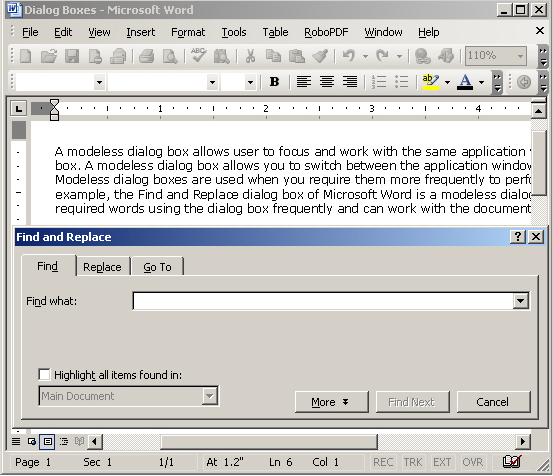 Dialog Boxes - Microsoft Word
File Edit View Insert Format Tools Table RoboPDF Window Help
110%
B A
L 1 2 3 4
A modeless dialog box allows user to focus and work with the same application
box. A modeless dialog box allows you to switch between the application window
Modeless dialog boxes are used when you require them more frequently to perfo
example, the Find and Replace dialog box of Microsoft Word is a modeless dialog
required words using the dialog box frequently and can work with the document
Find and Replace
Find Replace Go To
Find what:
Highlight all items found in:
Main Document
More Find Next Cancel
Page 1 Sec 1 1/1 At 1.2" Ln 6 Col 1 REC TRK EXT OVR